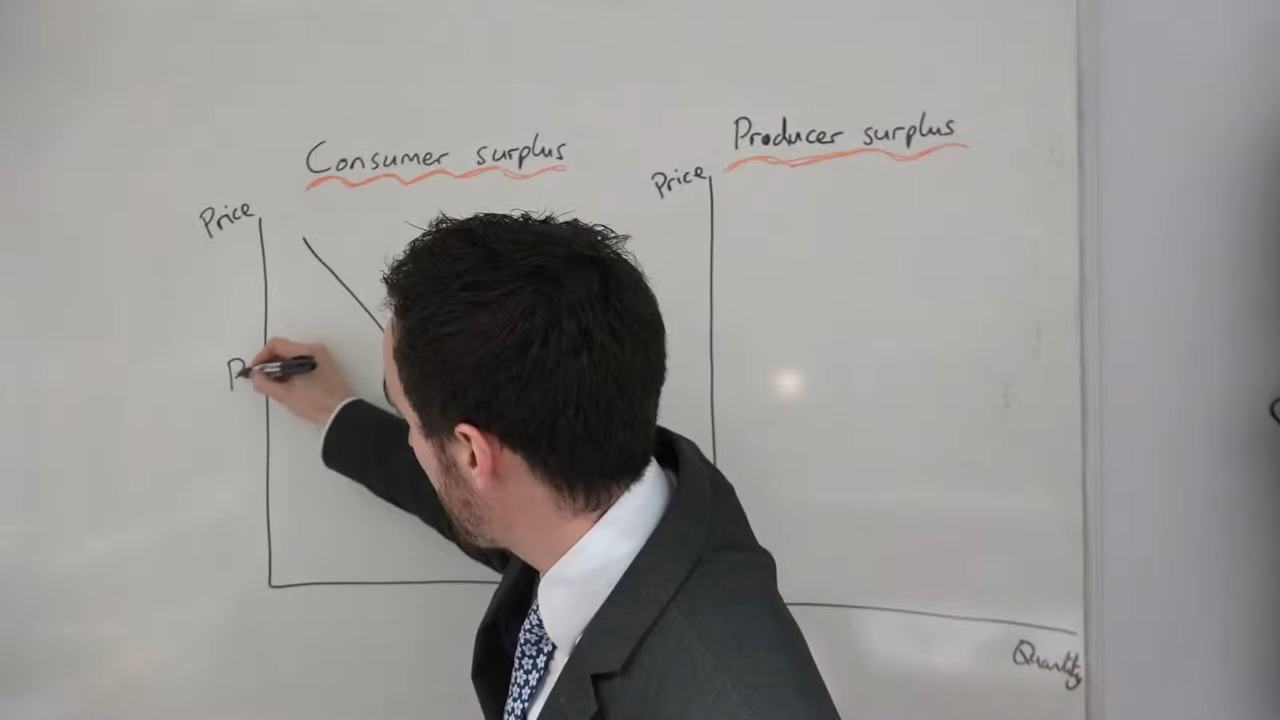 Consumer surplus
Producer surplus
Price
Price
P
Quantity